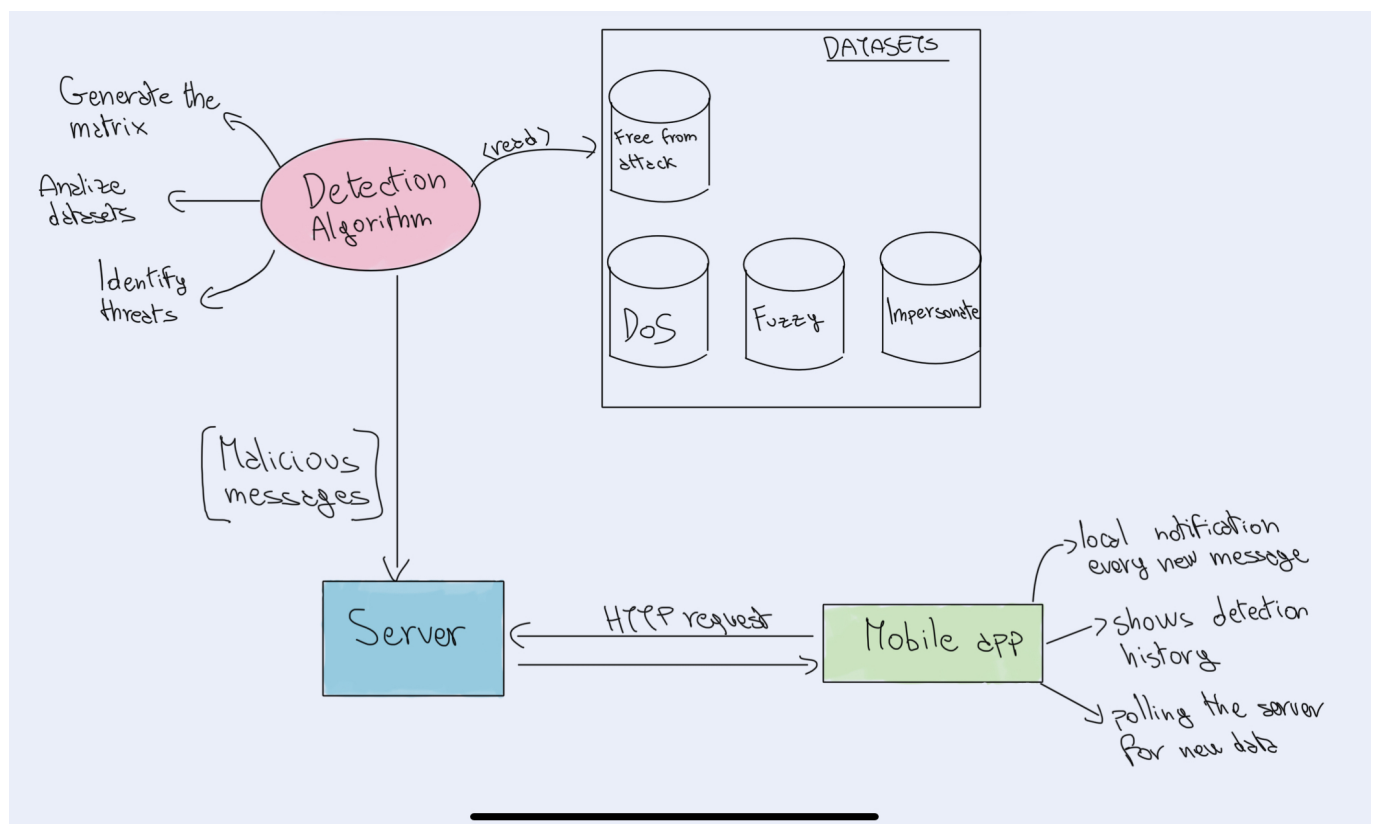 DATASETS
Generate the
matrix
Analize
datasets
Identify
threats
Detection
Algorithm
(read)
Free from
attack
DoS
Fuzzy
Impersonate
[Malicious
messages]
Server
HTTP request
Mobile app
local notification
every new message
shows detection
history
polling the server
for new data